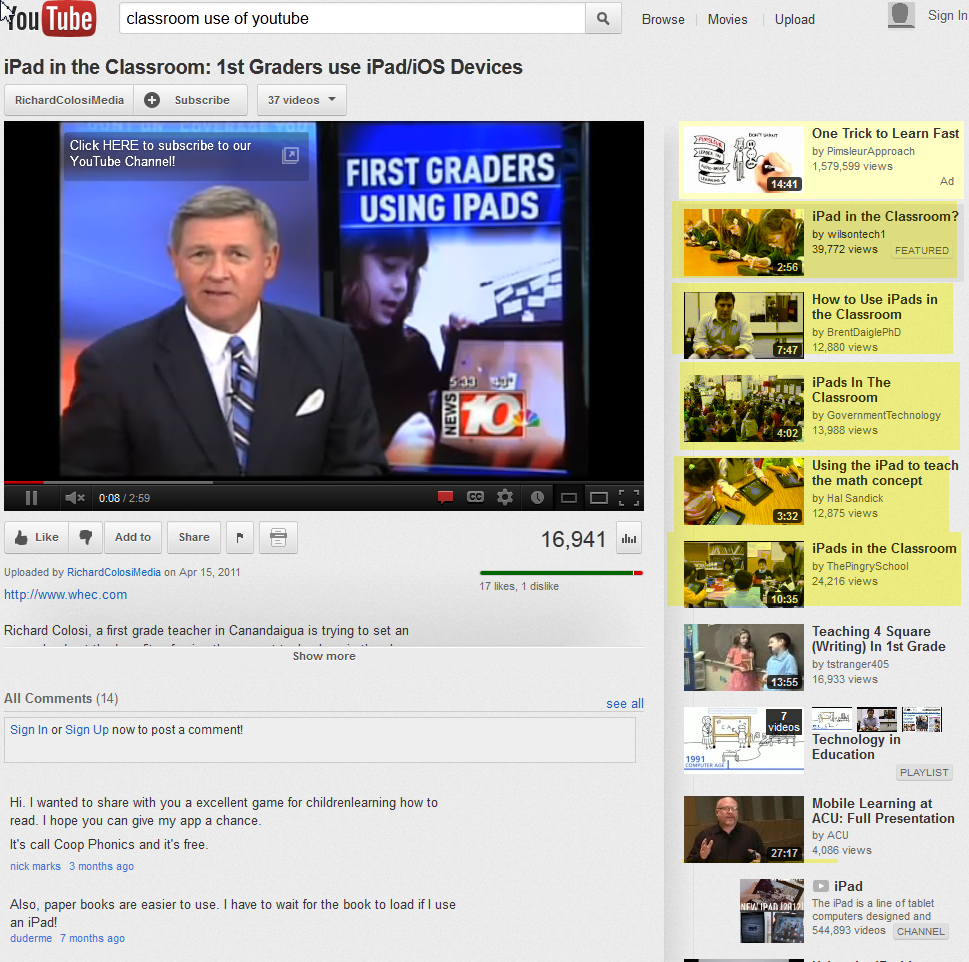 YouTube
classroom use of youtube
Browse
Movies
Upload
Sign In
iPad in the Classroom: 1st Graders use iPad/iOS Devices
RichardColosiMedia
Subscribe
37 videos
Click HERE to subscribe to our
YouTube Channel!
FIRST GRADERS
USING IPADS
5:33 43°
NEWS 10
0:08 / 2:59
CC
Like
Add to
Share
16,941
Uploaded by RichardColosiMedia on Apr 15, 2011
17 likes, 1 dislike
http://www.whec.com
Richard Colosi, a first grade teacher in Canandaigua is trying to set an
Show more
All Comments (14)
see all
Sign In or Sign Up now to post a comment!
Hi. I wanted to share with you a excellent game for childrenlearning how to
read. I hope you can give my app a chance.
It's call Coop Phonics and it's free.
nick marks 3 months ago
Also, paper books are easier to use. I have to wait for the book to load if I use
an iPad!
duderme 7 months ago
DON'T WANT
PIMSLEUR
14:41
One Trick to Learn Fast
by PimsleurApproach
1,579,599 views
Ad
2:56
iPad in the Classroom?
by wilsontech1
39,772 views
FEATURED
7:47
How to Use iPads in
the Classroom
by BrentDaiglePhD
12,880 views
4:02
iPads In The
Classroom
by GovernmentTechnology
13,988 views
3:32
Using the iPad to teach
the math concept
by Hal Sandick
12,875 views
10:35
iPads in the Classroom
by ThePingrySchool
24,216 views
13:55
Teaching 4 Square
(Writing) In 1st Grade
by tstranger405
16,933 views
7
videos
1991
COMPUTER AGE
Technology in
Education
PLAYLIST
27:17
Mobile Learning at
ACU: Full Presentation
by ACU
4,086 views
NEW IPAD [2012]
iPad
The iPad is a line of tablet
computers designed and
544,893 videos
CHANNEL